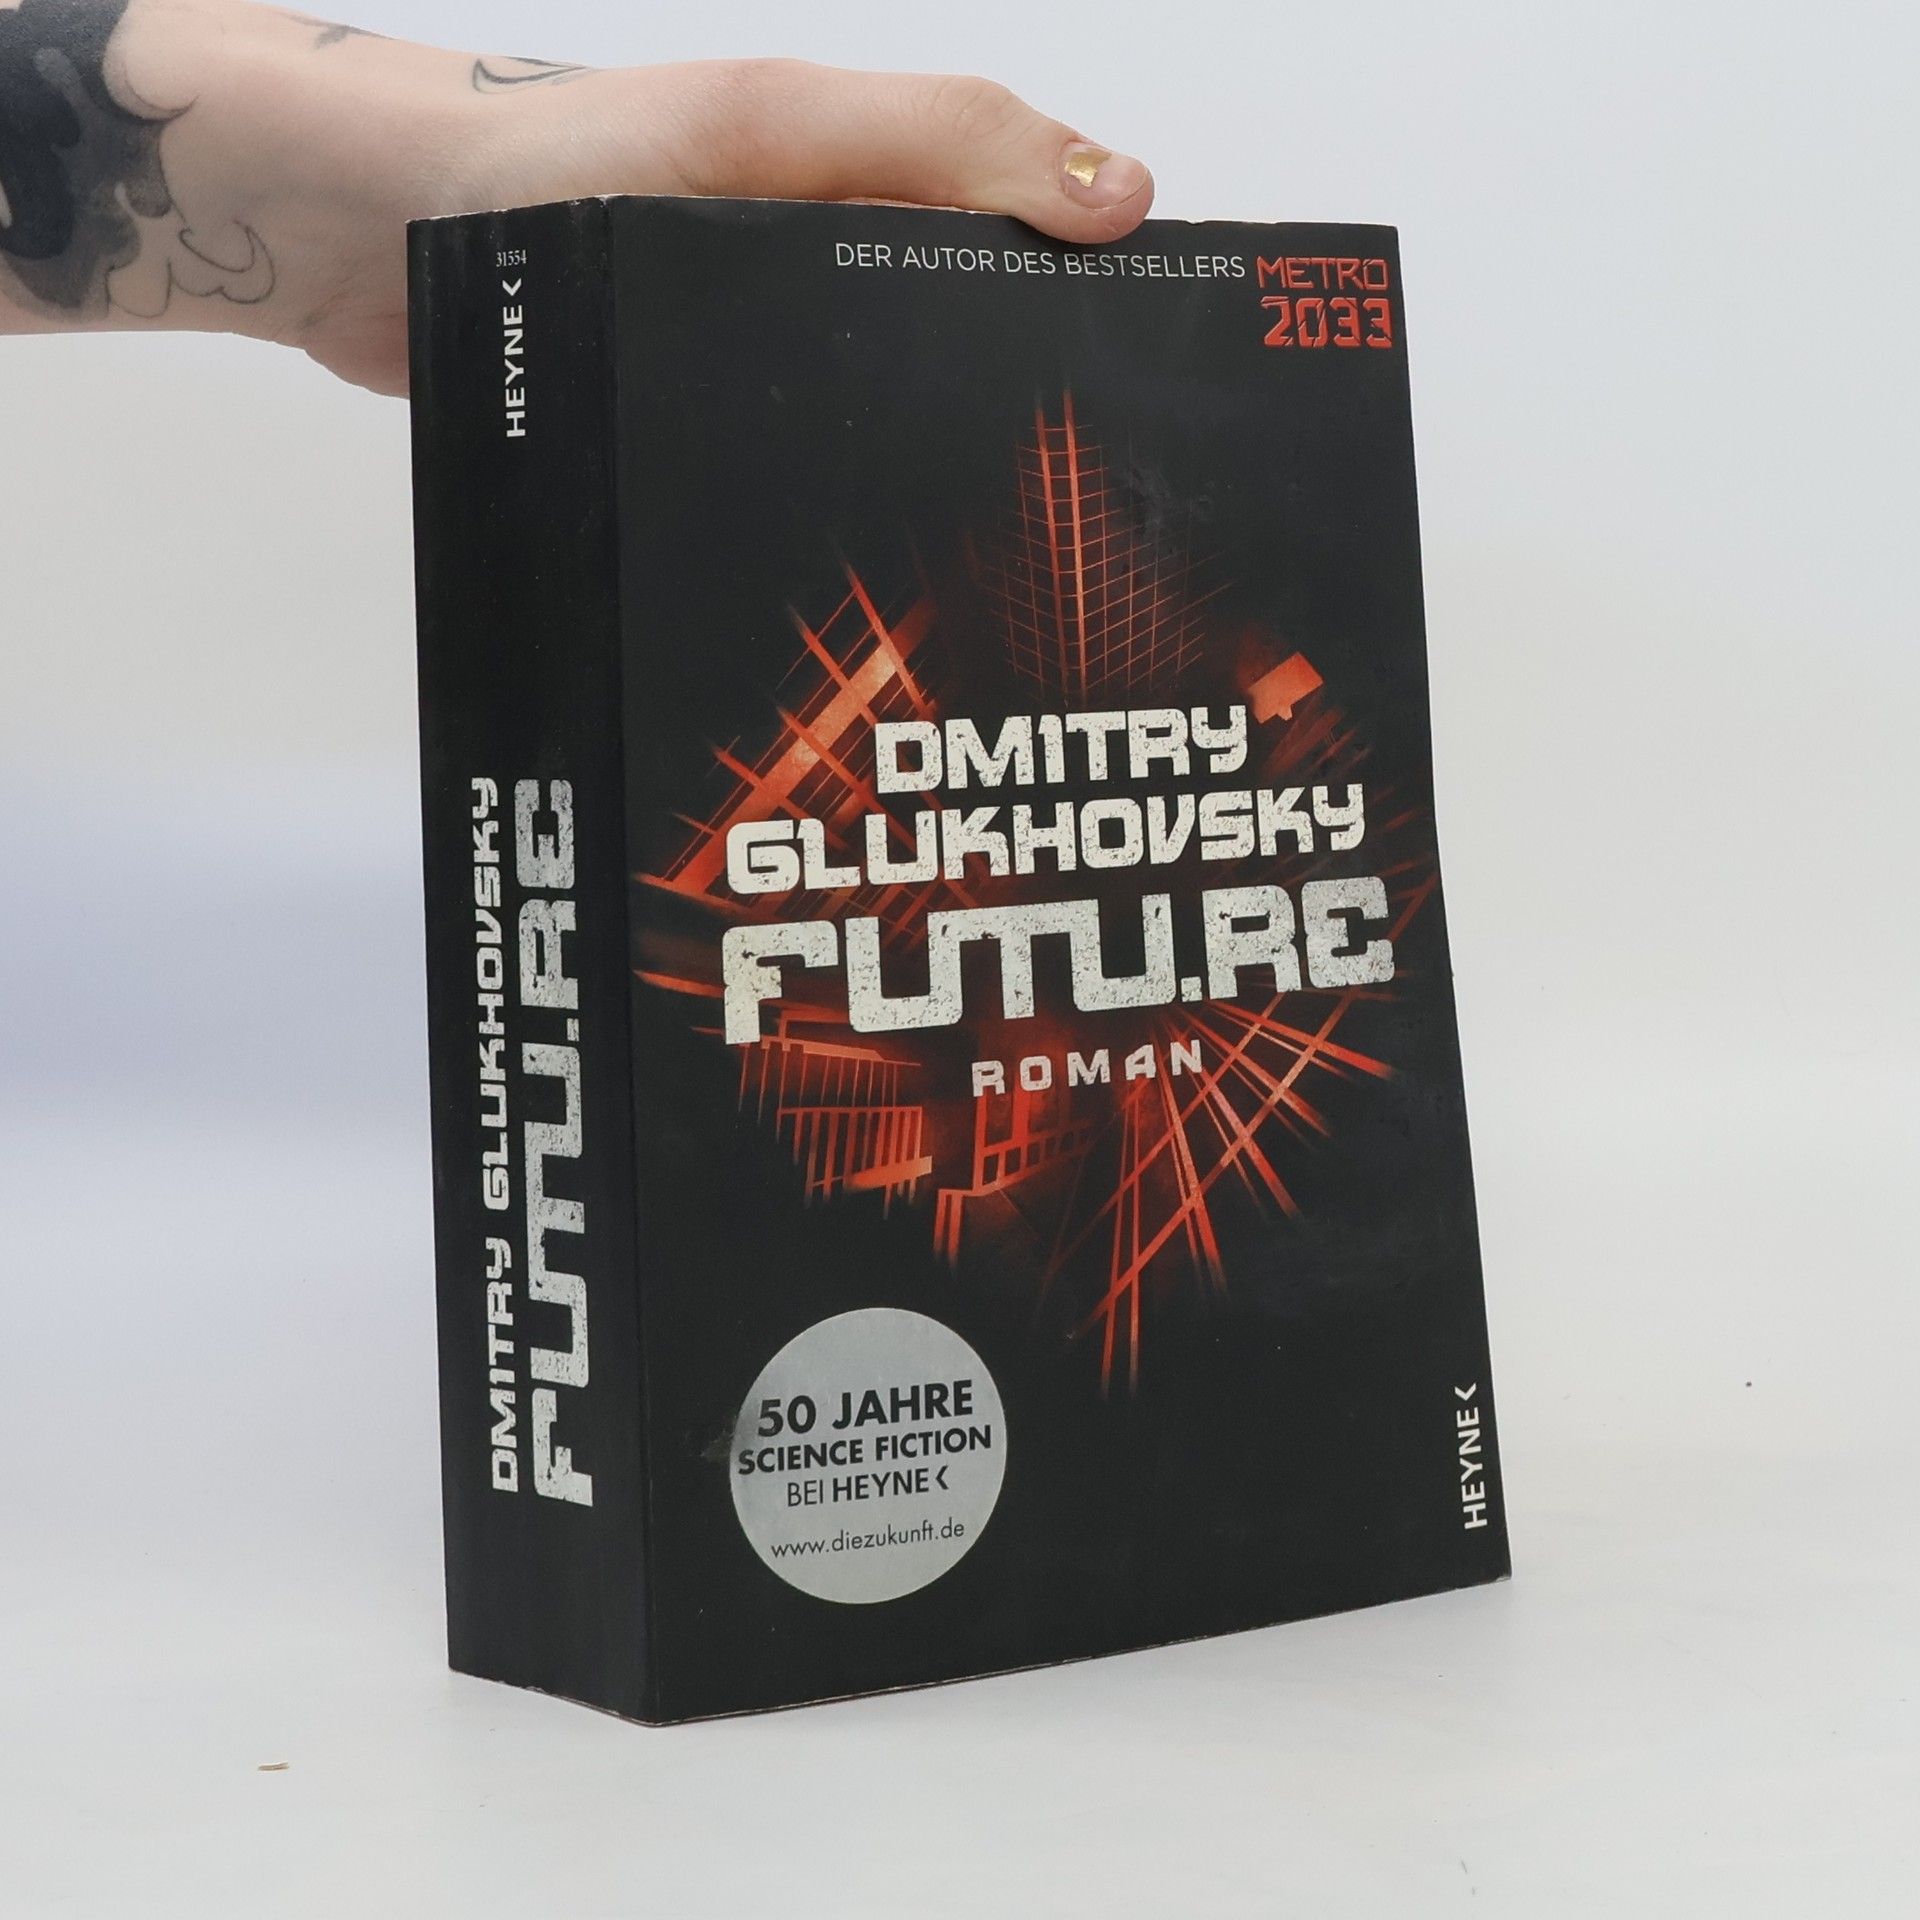 31554
HEYNE <
DMITRY GLUKHOVSKY
FUTU.RE
DER AUTOR DES BESTSELLERS METRO
2033
DMITRY
GLUKHOVSKY
FUTU.RE
ROMAN
50 JAHRE
SCIENCE FICTION
BEI HEYNE <
www.diezukunft.de
HEYNE <